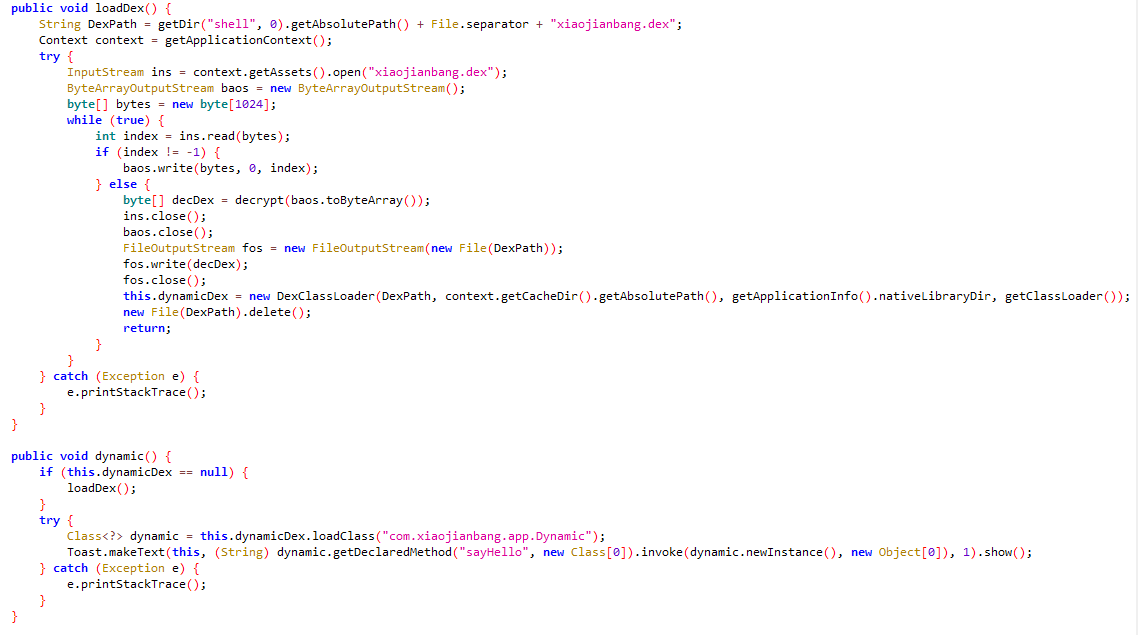 public void loadDex() {
    String DexPath = getDir("shell", 0).getAbsolutePath() + File.separator + "xiaojianbang.dex";
    Context context = getApplicationContext();
    try {
        InputStream ins = context.getAssets().open("xiaojianbang.dex");
        ByteArrayOutputStream baos = new ByteArrayOutputStream();
        byte[] bytes = new byte[1024];
        while (true) {
            int index = ins.read(bytes);
            if (index != -1) {
                baos.write(bytes, 0, index);
            } else {
                byte[] decDex = decrypt(baos.toByteArray());
                ins.close();
                baos.close();
                FileOutputStream fos = new FileOutputStream(new File(DexPath));
                fos.write(decDex);
                fos.close();
                this.dynamicDex = new DexClassLoader(DexPath, context.getCacheDir().getAbsolutePath(), getApplicationInfo().nativeLibraryDir, getClassLoader());
                new File(DexPath).delete();
                return;
            }
        }
    } catch (Exception e) {
        e.printStackTrace();
    }
}

public void dynamic() {
    if (this.dynamicDex == null) {
        loadDex();
    }
    try {
        Class<?> dynamic = this.dynamicDex.loadClass("com.xiaojianbang.app.Dynamic");
        Toast.makeText(this, (String) dynamic.getDeclaredMethod("sayHello", new Class[0]).invoke(dynamic.newInstance(), new Object[0]), 1).show();
    } catch (Exception e) {
        e.printStackTrace();
    }
}